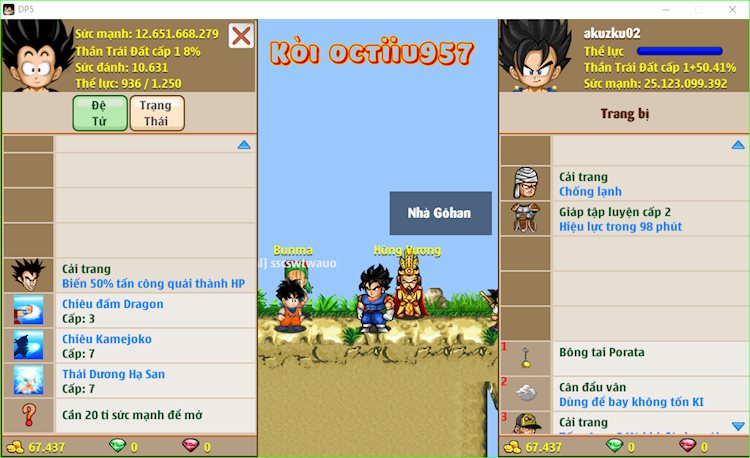 DP5
Sức mạnh: 12.651.668.279
Thần Trái Đất cấp 1 8%
Sức đánh: 10.631
Thể lực: 936 / 1.250
Đệ
Tử
Trạng
Thái
Cải trang
Biến 50% tấn công quái thành HP
Chiêu đấm Dragon
Cấp: 3
Chiêu Kamejoko
Cấp: 7
Thái Dương Hạ San
Cấp: 7
Cần 20 tỉ sức mạnh để mở
67.437
0
0
Kòi octiiu957
Nhà Gôhan
Bunma
Hùng Vương
] sscswtwauo
akuzku02
Thể lực
Thần Trái Đất cấp 1+50.41%
Sức mạnh: 25.123.099.392
Trang bị
Cải trang
Chống lạnh
Giáp tập luyện cấp 2
Hiệu lực trong 98 phút
1
Bông tai Porata
2
Cân đẩu vân
Dùng để bay không tốn KI
3
Cải trang
67.437
0
0